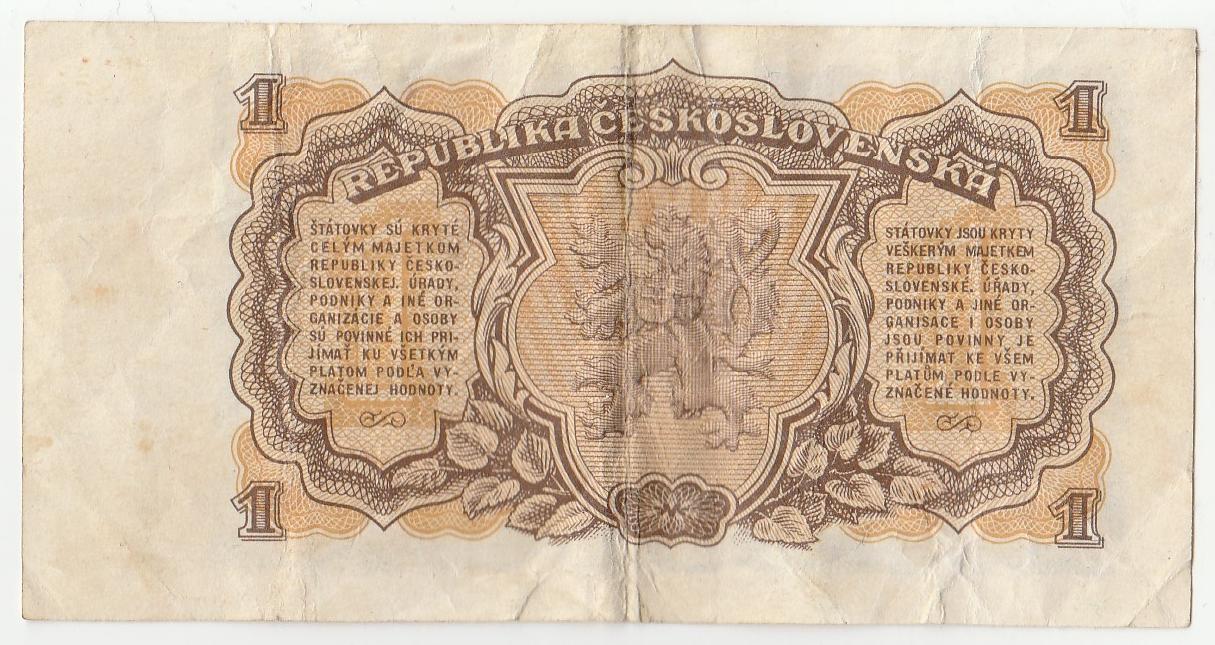 1
1
REPUBLIKA ČESKOSLOVENSKÁ
ŠTÁTOVKY SÚ KRYTÉ
CELÝM MAJETKOM
REPUBLIKY ČESKO-
SLOVENSKEJ. ÚRADY,
PODNIKY A INÉ OR-
GANIZÁCIE A OSOBY
SÚ POVINNÉ ICH PRI-
JÍMAŤ KU VŠETKÝM
PLATOM PODĽA VY-
ZNAČENEJ HODNOTY.
STÁTOVKY JSOU KRYTY
VEŠKERÝM MAJETKEM
REPUBLIKY ČESKO-
SLOVENSKÉ. ÚŘADY,
PODNIKY A JINÉ OR-
GANISACE I OSOBY
JSOU POVINNY JE
PŘIJÍMAT KE VŠEM
PLATŮM PODLE VY-
ZNAČENÉ HODNOTY.
1
1